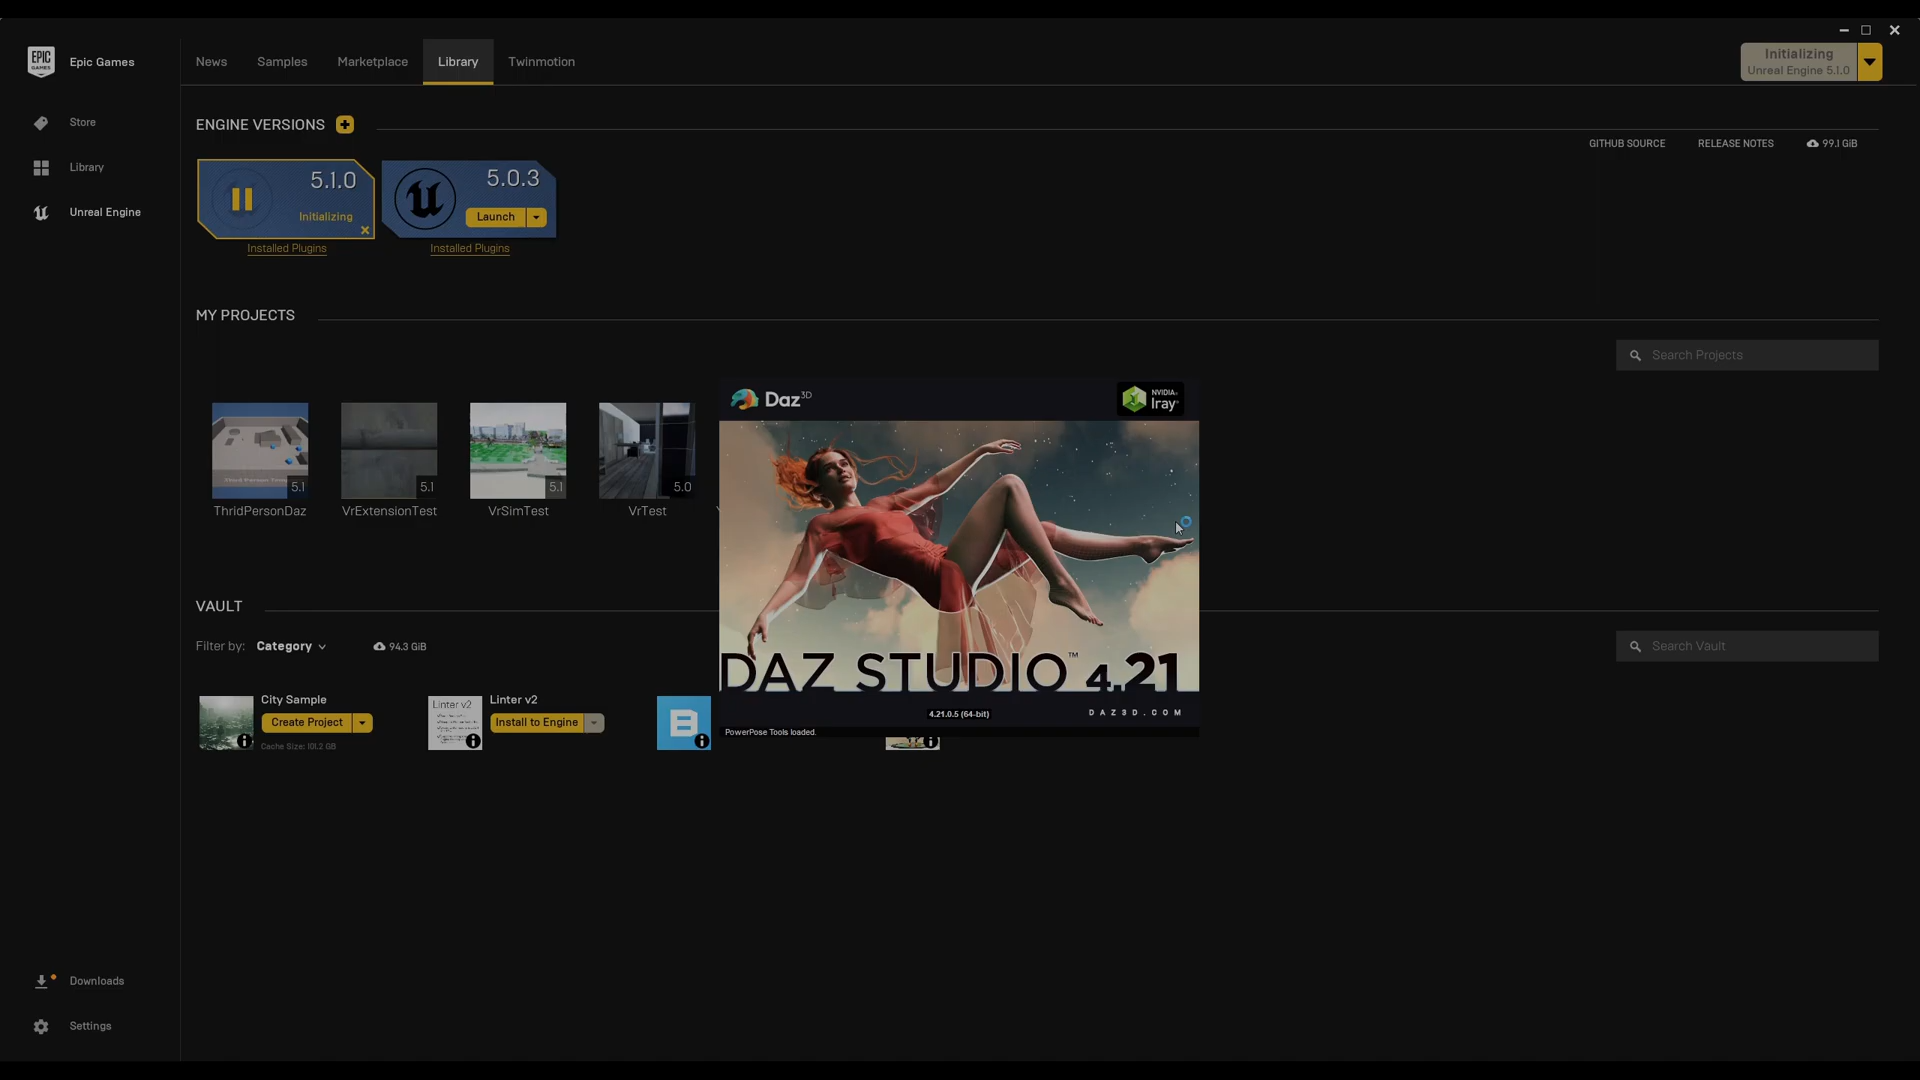 EPIC GAMES
Epic Games
News
Samples
Marketplace
Library
Twinmotion
Initializing
Unreal Engine 5.1.0
Store
Library
Unreal Engine
ENGINE VERSIONS
GITHUB SOURCE
RELEASE NOTES
99.1 GiB
5.1.0
Initializing
Installed Plugins
5.0.3
Launch
Installed Plugins
MY PROJECTS
Search Projects
5.1
ThridPersonDaz
5.1
VrExtensionTest
5.1
VrSimTest
5.0
VrTest
Daz 3D
NVIDIA
Iray
DAZ STUDIO™ 4.21
4.21.0.5 (64-bit)
DAZ3D.COM
PowerPose Tools loaded.
VAULT
Filter by:
Category
94.3 GiB
Search Vault
City Sample
Create Project
Cache Size: 101.2 GB
Linter v2
Linter v2
Install to Engine
Downloads
Settings